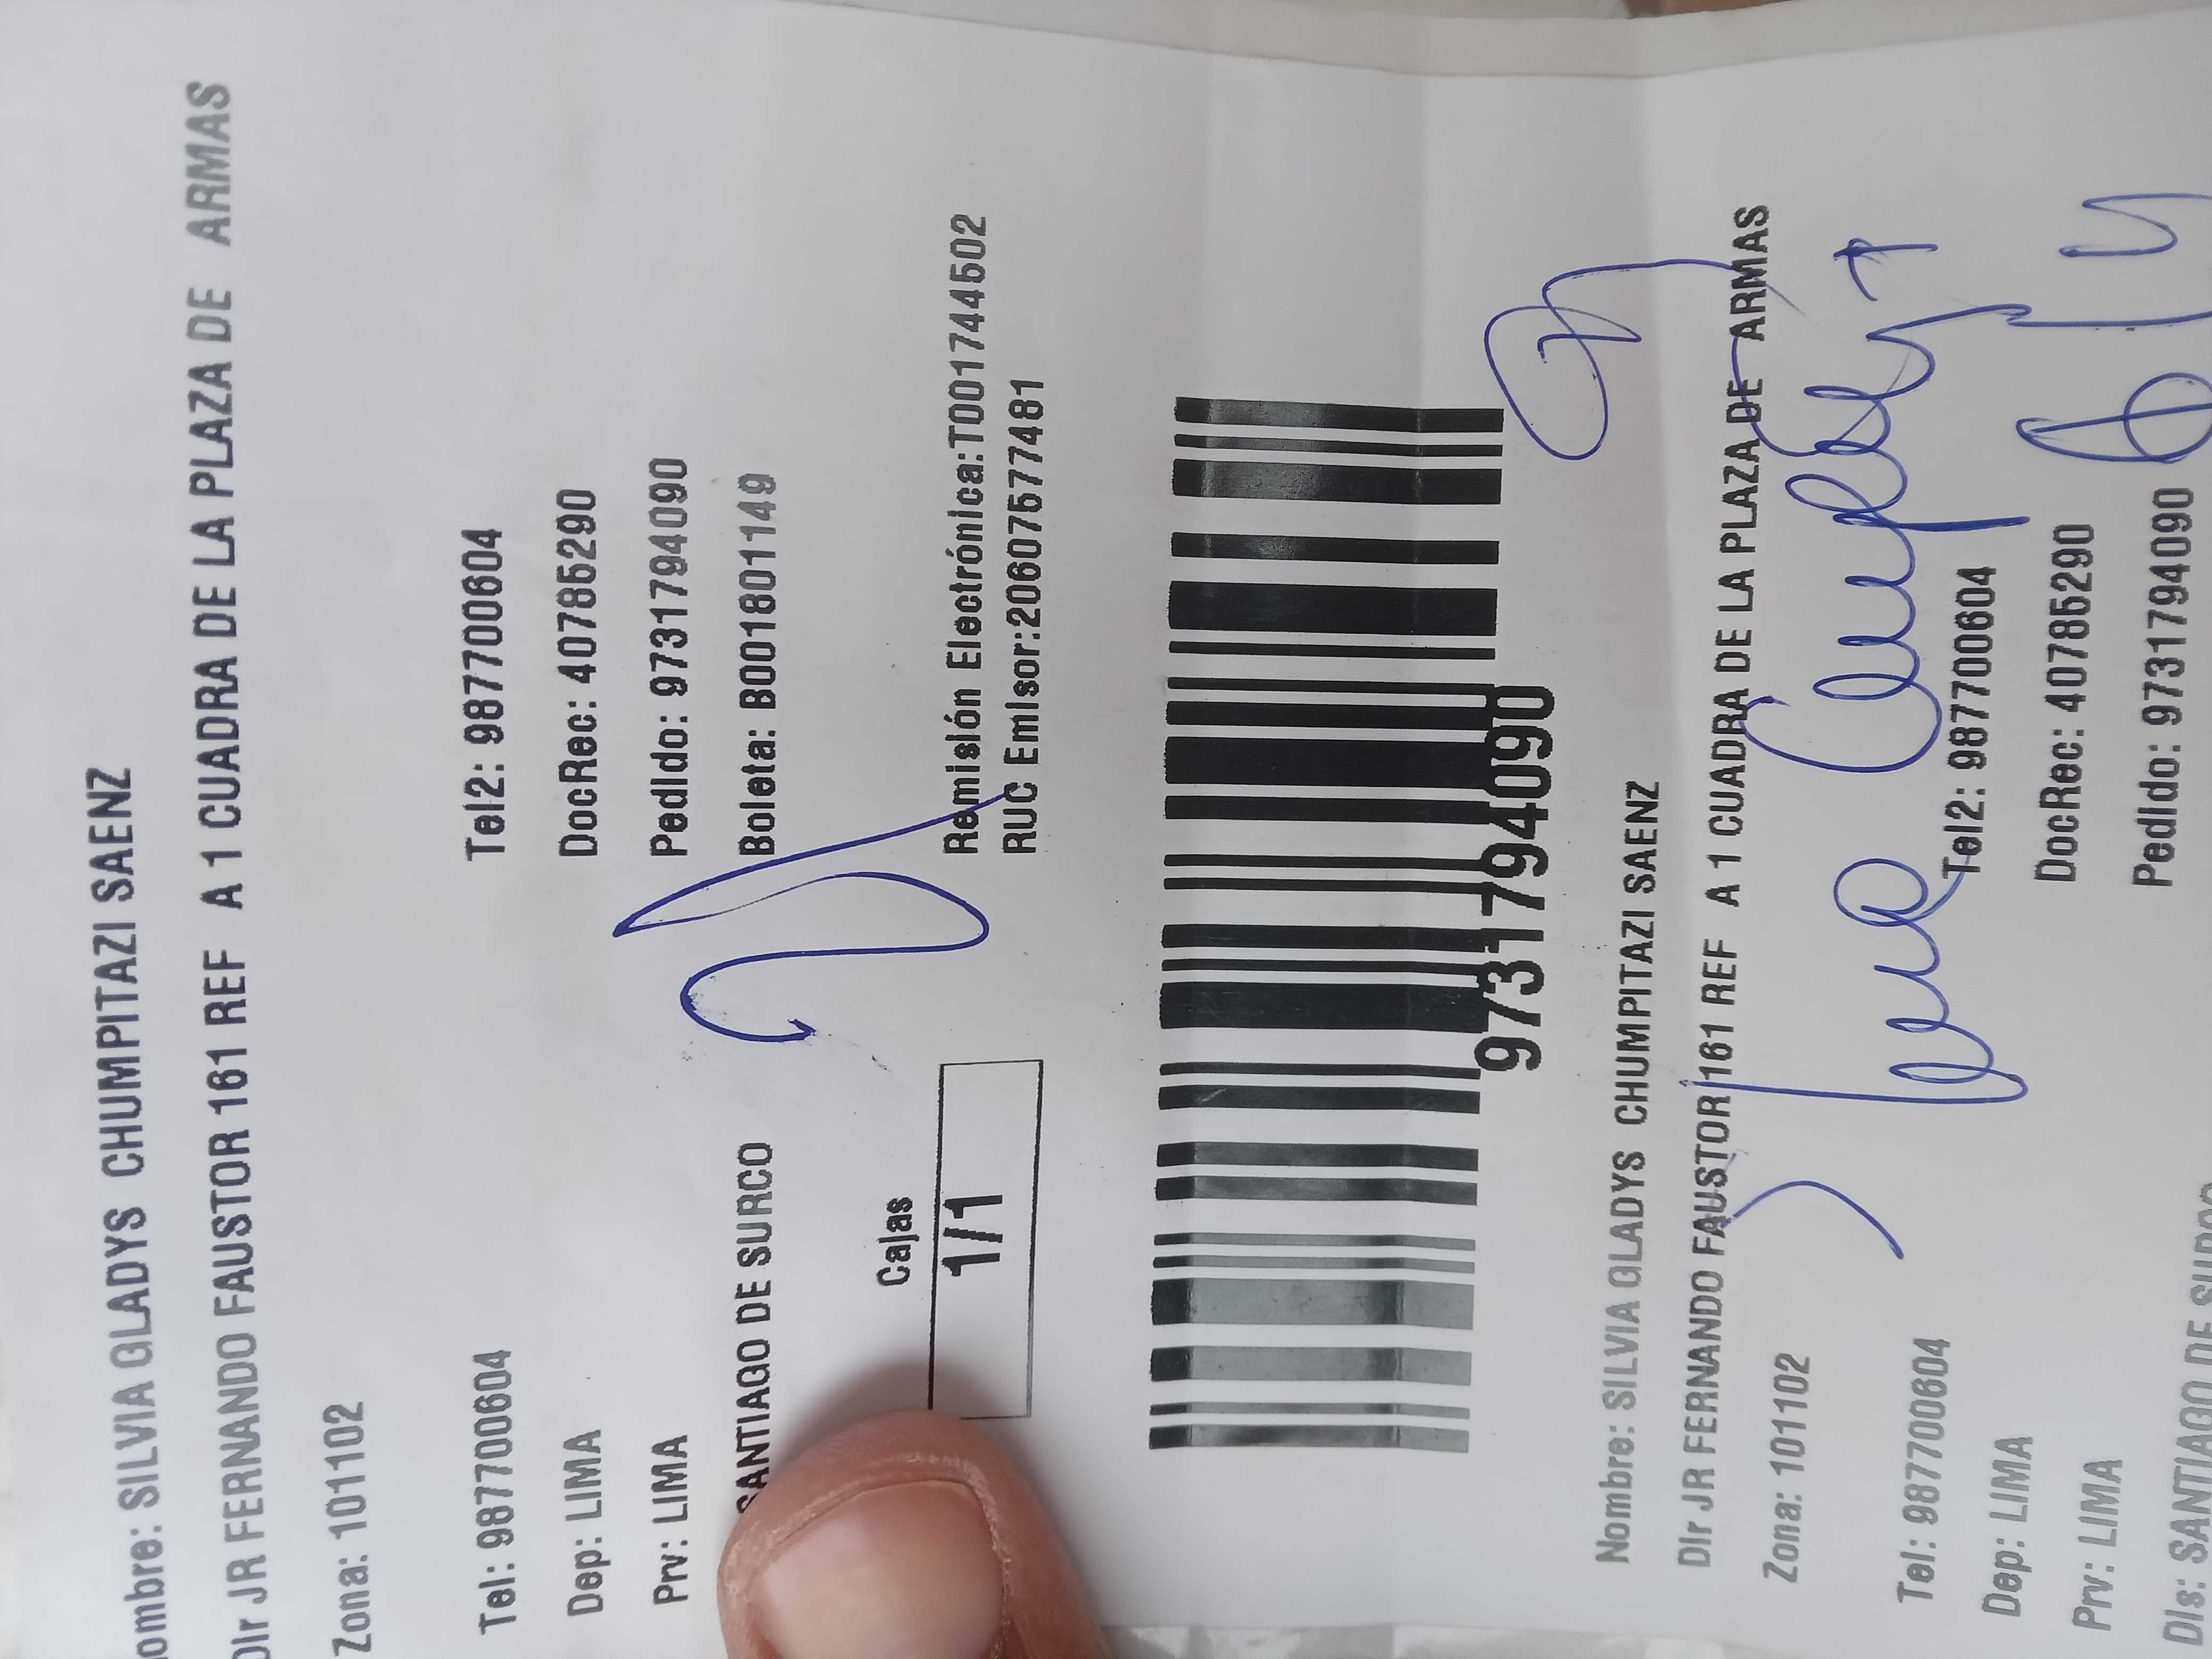 ombre: SILVIA GLADYS CHUMPITAZI SAENZ
DIr JR FERNANDO FAUSTOR 161 REF A 1 CUADRA DE LA PLAZA DE ARMAS
Zona: 101102
Tel: 987700604 Tel2: 987700604
Dep: LIMA DocRec: 40785290
Prv: LIMA PedIdo: 9731794090
SANTIAGO DE SURCO Boleta: B001801149
Cajas
1/1
Remisión Electrónica:T001744502
RUC Emisor:20607577481
9731794090
Nombre: SILVIA GLADYS CHUMPITAZI SAENZ
DIr JR FERNANDO FAUSTOR 161 REF A 1 CUADRA DE LA PLAZA DE ARMAS
Zona: 101102
Tel: 987700604 Tel2: 987700604
Dep: LIMA DocRec: 40785290
Prv: LIMA PedIdo: 9731794090
DIs: SANTIAGO DE SURCO